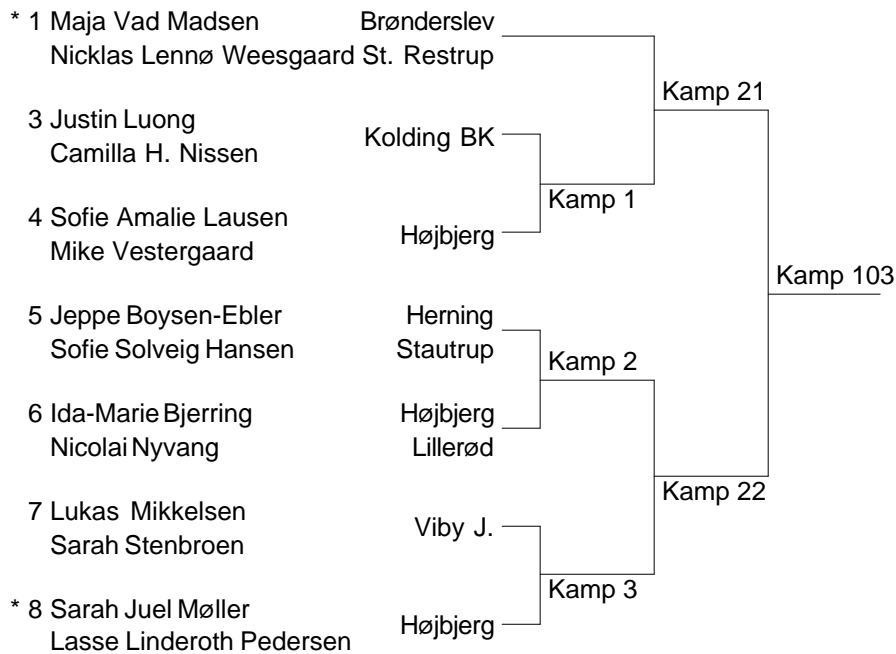 * 1 Maja Vad Madsen Brønderslev
Nicklas Lennø Weesgaard St. Restrup
Kamp 21
3 Justin Luong
Camilla H. Nissen
Kolding BK
Kamp 1
4 Sofie Amalie Lausen
Mike Vestergaard
Højbjerg
Kamp 103
5 Jeppe Boysen-Ebler Herning
Sofie Solveig Hansen Stautrup
Kamp 2
6 Ida-Marie Bjerring Højbjerg
Nicolai Nyvang Lillerød
Kamp 22
7 Lukas Mikkelsen
Sarah Stenbroen
Viby J.
Kamp 3
* 8 Sarah Juel Møller
Lasse Linderoth Pedersen
Højbjerg